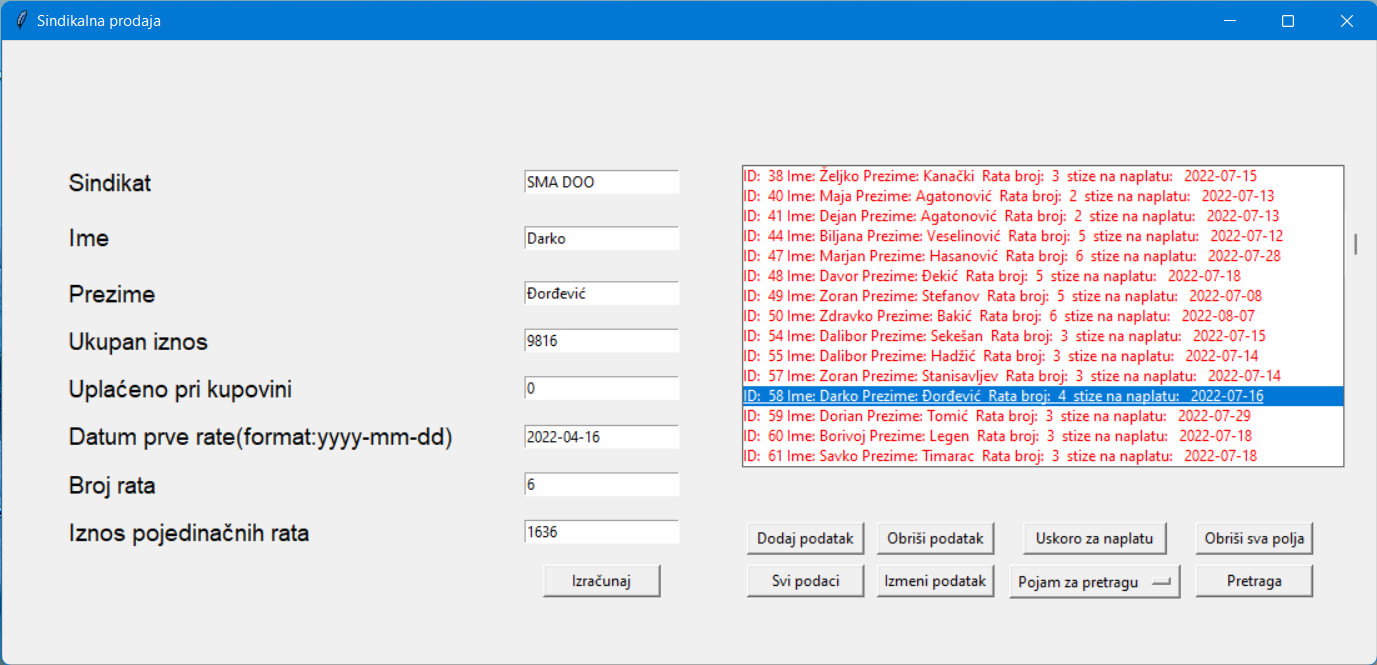 Sindikalna prodaja
Sindikat
SMA DOO
Ime
Darko
Prezime
Đorđević
Ukupan iznos
9816
Uplaćeno pri kupovini
0
Datum prve rate(format:yyyy-mm-dd)
2022-04-16
Broj rata
6
Iznos pojedinačnih rata
1636
Izračunaj
ID: 38 Ime: Željko Prezime: Kanački Rata broj: 3 stize na naplatu: 2022-07-15
ID: 40 Ime: Maja Prezime: Agatonović Rata broj: 2 stize na naplatu: 2022-07-13
ID: 41 Ime: Dejan Prezime: Agatonović Rata broj: 2 stize na naplatu: 2022-07-13
ID: 44 Ime: Biljana Prezime: Veselinović Rata broj: 5 stize na naplatu: 2022-07-12
ID: 47 Ime: Marjan Prezime: Hasanović Rata broj: 6 stize na naplatu: 2022-07-28
ID: 48 Ime: Davor Prezime: Đekić Rata broj: 5 stize na naplatu: 2022-07-18
ID: 49 Ime: Zoran Prezime: Stefanov Rata broj: 5 stize na naplatu: 2022-07-08
ID: 50 Ime: Zdravko Prezime: Bakić Rata broj: 6 stize na naplatu: 2022-08-07
ID: 54 Ime: Dalibor Prezime: Sekešan Rata broj: 3 stize na naplatu: 2022-07-15
ID: 55 Ime: Dalibor Prezime: Hadžić Rata broj: 3 stize na naplatu: 2022-07-14
ID: 57 Ime: Zoran Prezime: Stanisavljev Rata broj: 3 stize na naplatu: 2022-07-14
ID: 58 Ime: Darko Prezime: Đorđević Rata broj: 4 stize na naplatu: 2022-07-16
ID: 59 Ime: Dorian Prezime: Tomić Rata broj: 3 stize na naplatu: 2022-07-29
ID: 60 Ime: Borivoj Prezime: Legen Rata broj: 3 stize na naplatu: 2022-07-18
ID: 61 Ime: Savko Prezime: Timarac Rata broj: 3 stize na naplatu: 2022-07-18
Dodaj podatak
Obriši podatak
Uskoro za naplatu
Obriši sva polja
Svi podaci
Izmeni podatak
Pojam za pretragu
Pretraga